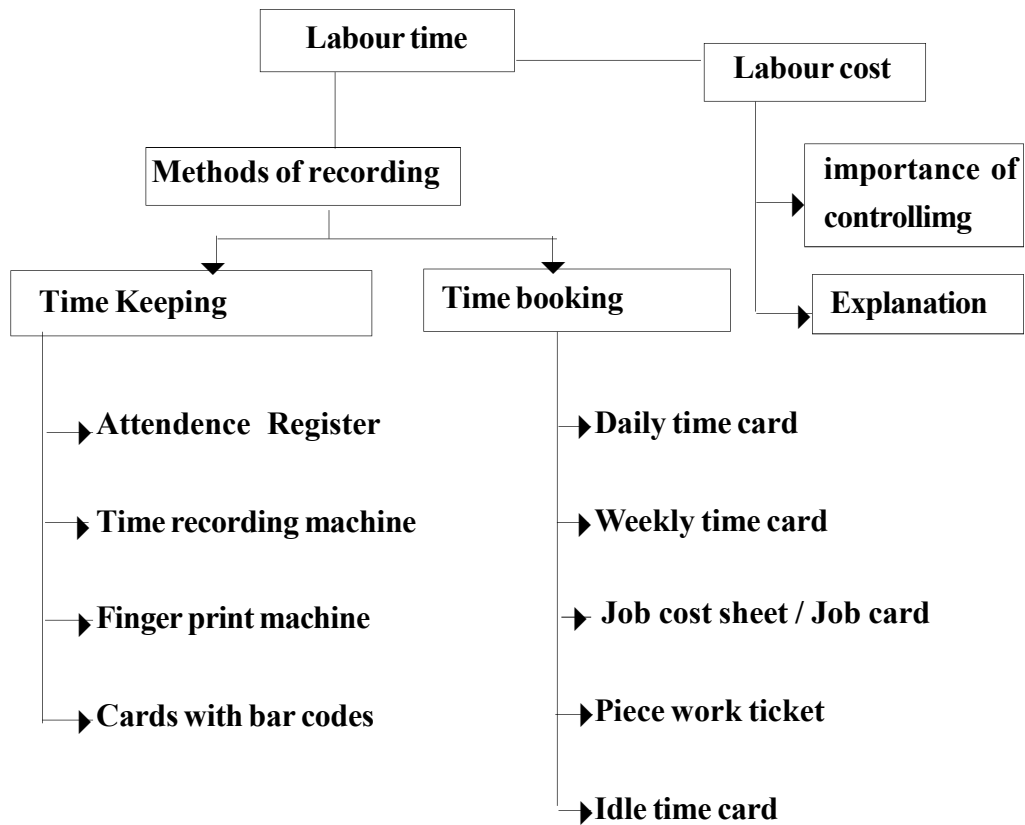 Labour time
Labour cost
Methods of recording
importance of
controllimg
Explanation
Time Keeping
Time booking
Attendence Register
Time recording machine
Finger print machine
Cards with bar codes
Daily time card
Weekly time card
Job cost sheet / Job card
Piece work ticket
Idle time card